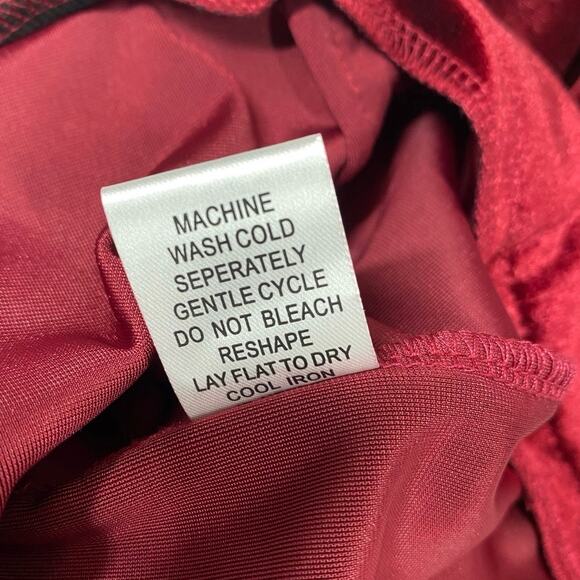 MACHINE
WASH COLD
SEPERATELY
GENTLE CYCLE
DO NOT BLEACH
RESHAPE
LAY FLAT TO DRY
COOL IRON